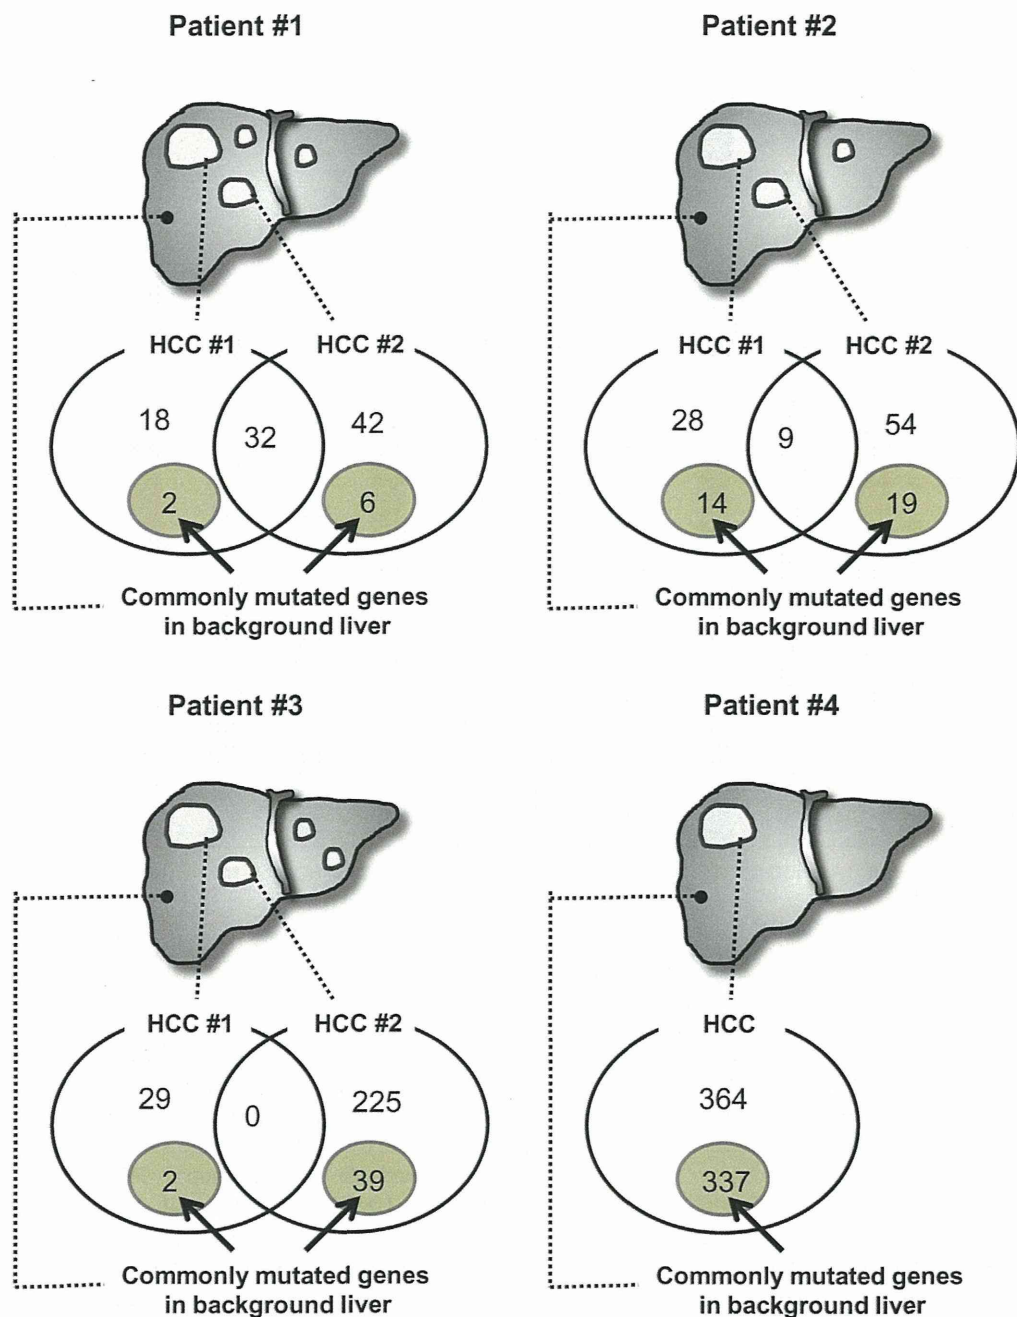 Patient #1
HCC #1
HCC #2
18
32
42
2
6
Commonly mutated genes
in background liver
Patient #2
HCC #1
HCC #2
28
9
54
14
19
Commonly mutated genes
in background liver
Patient #3
HCC #1
HCC #2
29
0
225
2
39
Commonly mutated genes
in background liver
Patient #4
HCC
364
337
Commonly mutated genes
in background liver